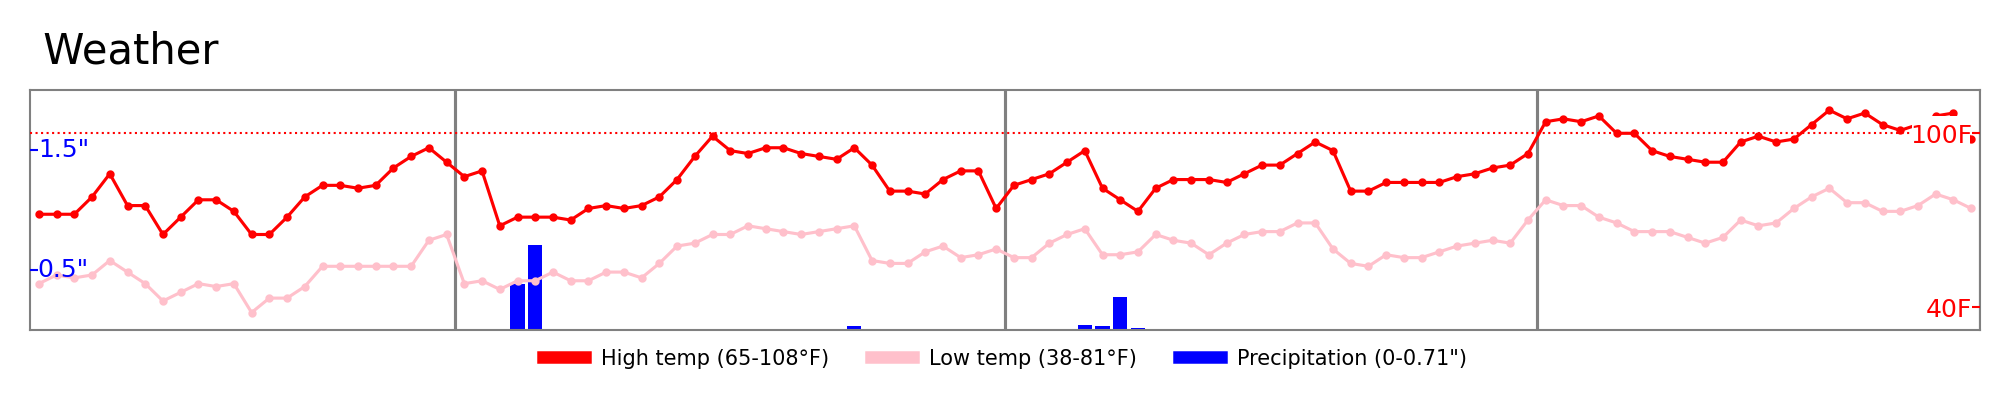 Weather
1.5"
0.5"
100F
40F
High temp (65-108°F)
Low temp (38-81°F)
Precipitation (0-0.71")